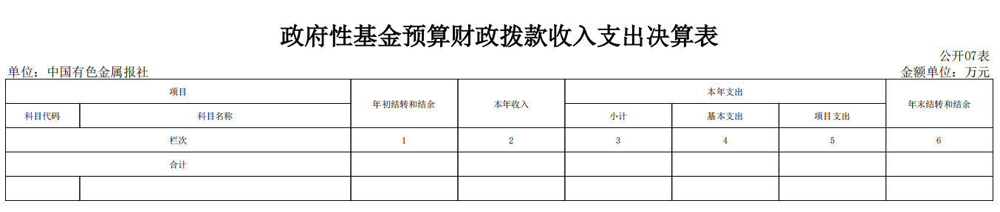 政府性基金预算财政拨款收入支出决算表
公开07表
单位：中国有色金属报社 金额单位：万元
项目 年初结转和结余 本年收入 本年支出 年末结转和结余
科目代码 科目名称 小计 基本支出 项目支出
栏次 1 2 3 4 5 6
合计